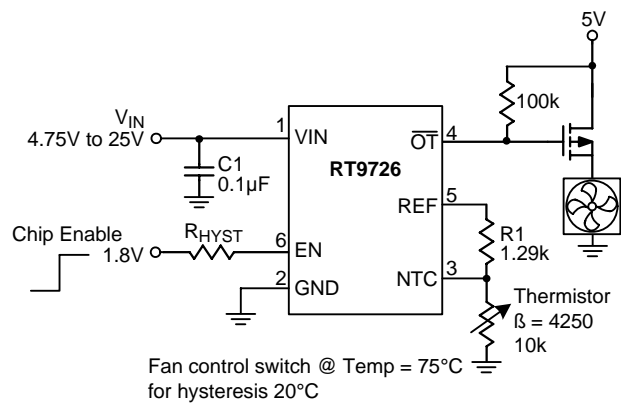 5V
100k
V_IN
4.75V to 25V
1
VIN
OT
4
RT9726
C1
0.1µF
REF
5
R1
1.29k
Chip Enable
1.8V
R_HYST
6
EN
2
GND
NTC
3
Thermistor
ß = 4250
10k
Fan control switch @ Temp = 75°C
for hysteresis 20°C